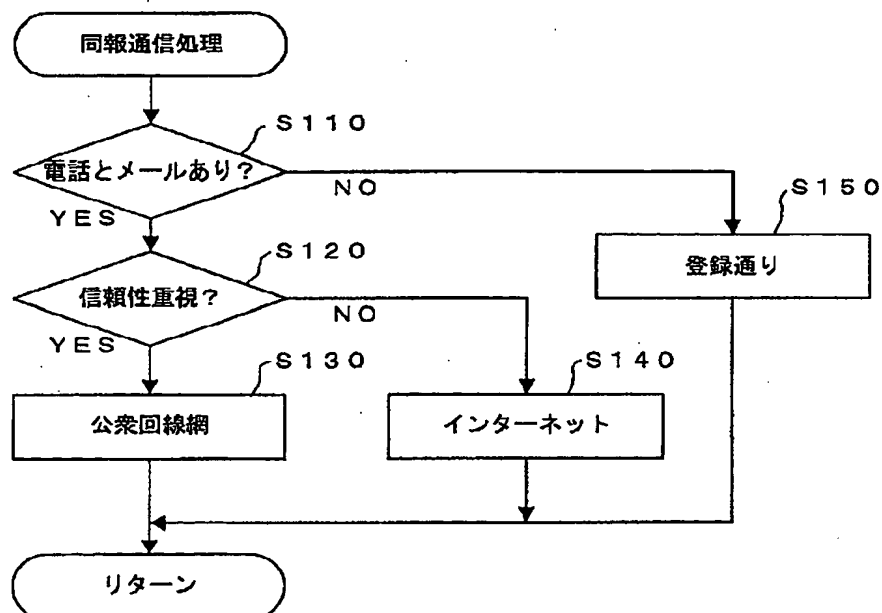 同報通信処理
S110
電話とメールあり?
NO
YES
S150
登録通り
S120
信頼性重視?
NO
YES
S130
公衆回線網
S140
インターネット
リターン